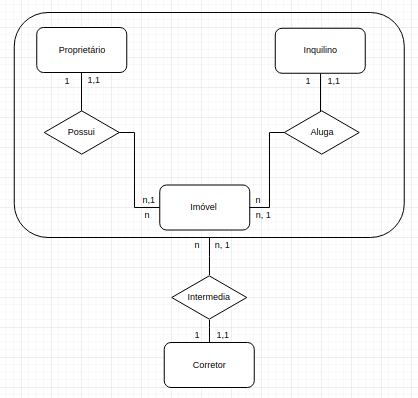 Proprietário
Inquilino
1 1,1
1 1,1
Possui
Aluga
n,1
n
Imóvel
n
n, 1
n n, 1
Intermedia
1 1,1
Corretor